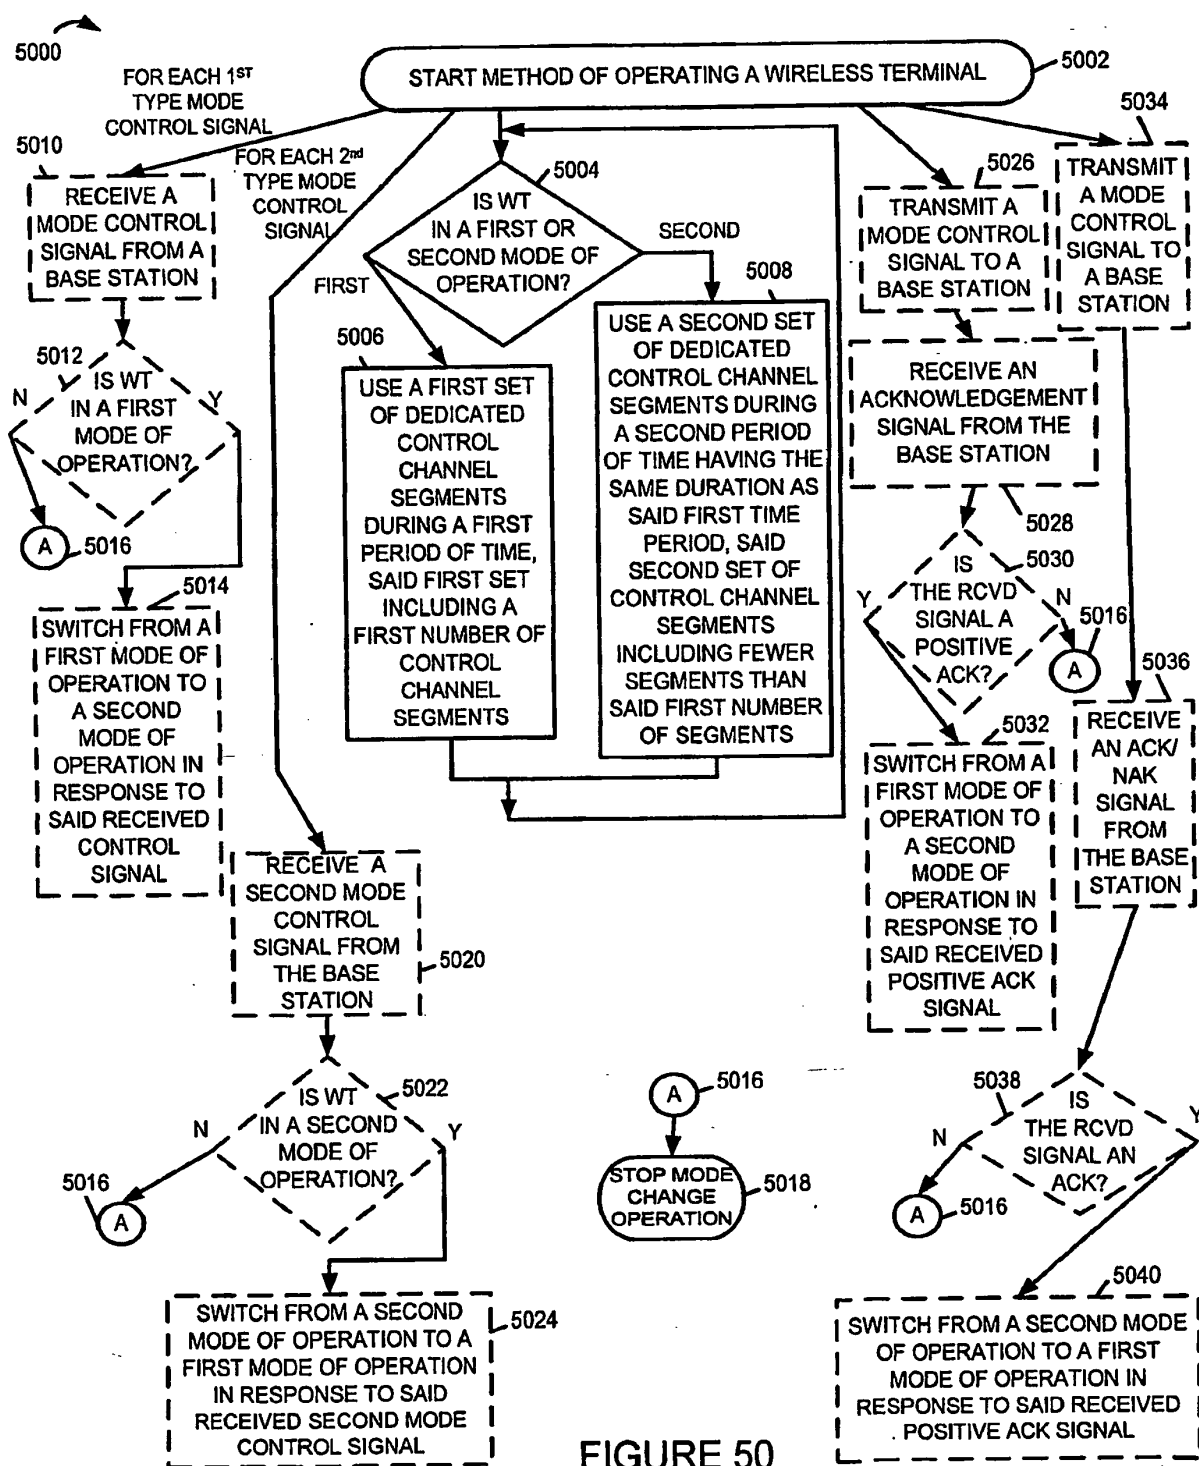 5000
FOR EACH 1ST
TYPE MODE
CONTROL SIGNAL
START METHOD OF OPERATING A WIRELESS TERMINAL
5002
5010
RECEIVE A
MODE CONTROL
SIGNAL FROM A
BASE STATION
FOR EACH 2nd
TYPE MODE
CONTROL
SIGNAL
5012
N
IS WT
IN A FIRST
MODE OF
OPERATION?
Y
A
5016
5014
SWITCH FROM A
FIRST MODE OF
OPERATION TO
A SECOND
MODE OF
OPERATION IN
RESPONSE TO
SAID RECEIVED
CONTROL
SIGNAL
5004
IS WT
IN A FIRST OR
SECOND MODE OF
OPERATION?
FIRST
SECOND
5006
USE A FIRST SET
OF DEDICATED
CONTROL
CHANNEL
SEGMENTS
DURING A FIRST
PERIOD OF TIME,
SAID FIRST SET
INCLUDING A
FIRST NUMBER OF
CONTROL
CHANNEL
SEGMENTS
5008
USE A SECOND SET
OF DEDICATED
CONTROL CHANNEL
SEGMENTS DURING
A SECOND PERIOD
OF TIME HAVING THE
SAME DURATION AS
SAID FIRST TIME
PERIOD, SAID
SECOND SET OF
CONTROL CHANNEL
SEGMENTS
INCLUDING FEWER
SEGMENTS THAN
SAID FIRST NUMBER
OF SEGMENTS
5026
TRANSMIT A
MODE CONTROL
SIGNAL TO A
BASE STATION
RECEIVE AN
ACKNOWLEDGEMENT
SIGNAL FROM THE
BASE STATION
5028
5030
Y
IS
THE RCVD
SIGNAL A
POSITIVE
ACK?
N
5016
A
5032
SWITCH FROM A
FIRST MODE OF
OPERATION TO
A SECOND
MODE OF
OPERATION IN
RESPONSE TO
SAID RECEIVED
POSITIVE ACK
SIGNAL
5034
TRANSMIT
A MODE
CONTROL
SIGNAL TO
A BASE
STATION
5036
RECEIVE
AN ACK/
NAK
SIGNAL
FROM
THE BASE
STATION
RECEIVE A
SECOND MODE
CONTROL
SIGNAL FROM
THE BASE
STATION
5020
5022
N
IS WT
IN A SECOND
MODE OF
OPERATION?
Y
5016
A
SWITCH FROM A SECOND
MODE OF OPERATION TO A
FIRST MODE OF OPERATION
IN RESPONSE TO SAID
RECEIVED SECOND MODE
CONTROL SIGNAL
5024
A
5016
STOP MODE
CHANGE
OPERATION
5018
5038
N
IS
THE RCVD
SIGNAL AN
ACK?
Y
A
5016
5040
SWITCH FROM A SECOND MODE
OF OPERATION TO A FIRST
MODE OF OPERATION IN
RESPONSE TO SAID RECEIVED
POSITIVE ACK SIGNAL
FIGURE 50